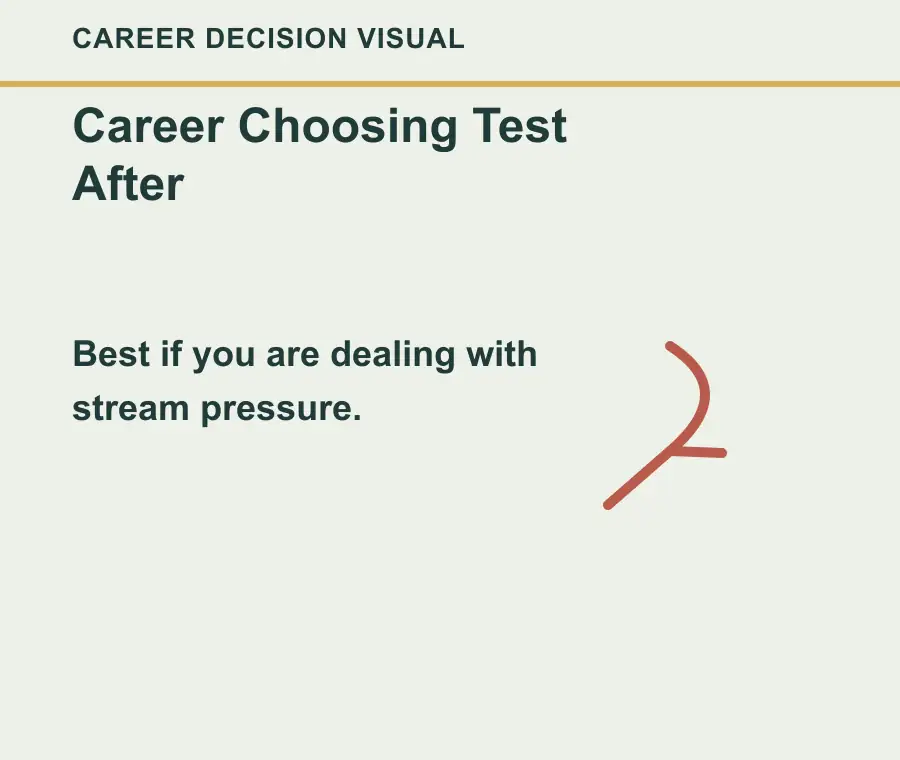 CAREER DECISION VISUAL
Career Choosing Test
After
Best if you are dealing with
stream pressure.